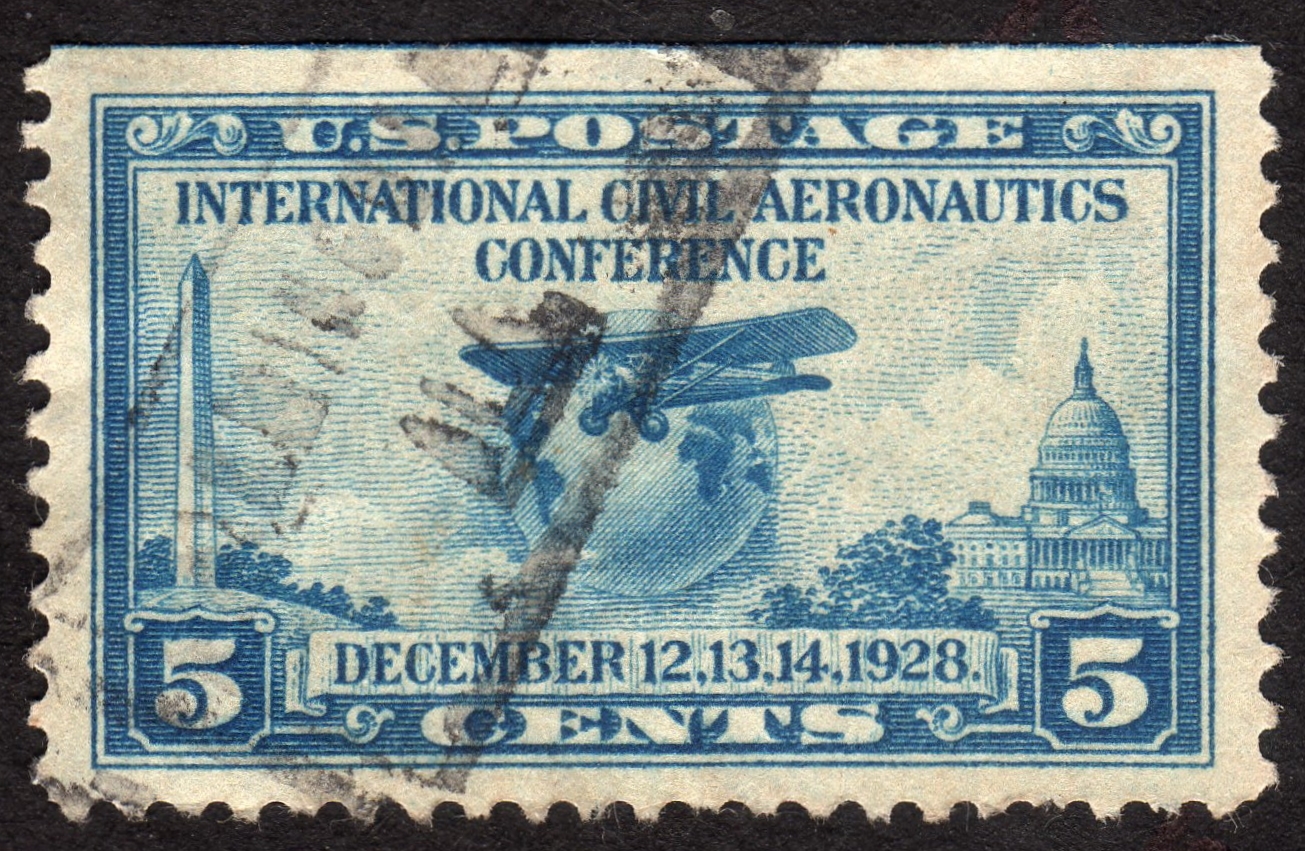 U.S. POSTAGE
INTERNATIONAL CIVIL AERONAUTICS
CONFERENCE
5 DECEMBER 12,13,14,1928. 5
CENTS